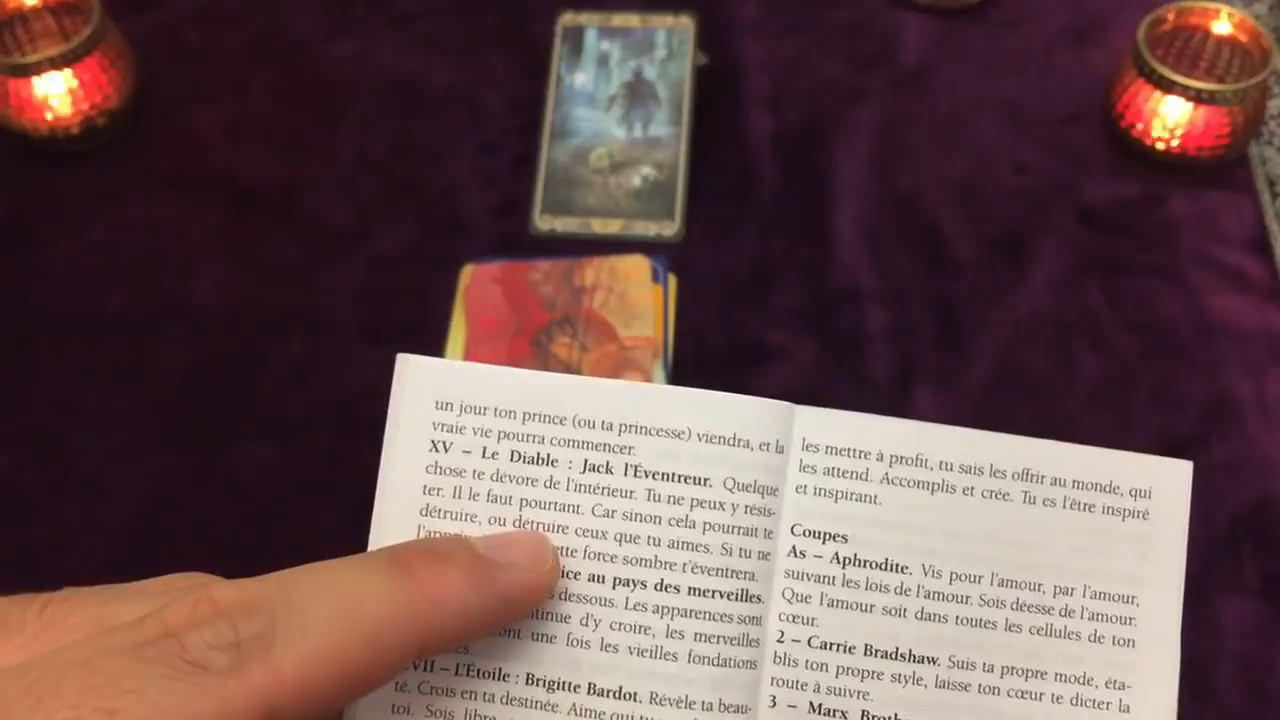 un jour ton prince (ou ta princesse) viendra, et la
vraie vie pourra commencer.
XV – Le Diable : Jack l'Éventreur. Quelque
chose te dévore de l'intérieur. Tu ne peux y résis-
ter. Il le faut pourtant. Car sinon cela pourrait te
détruire, ou détruire ceux que tu aimes. Si tu ne
force sombre t'éventrera.
au pays des merveilles.
dessous. Les apparences sont
d'y croire, les merveilles
une fois les vieilles fondations
L'Étoile : Brigitte Bardot. Révèle ta beau-
té. Crois en ta destinée. Aime qui
toi. Sois
les mettre à profit, tu sais les offrir au monde, qui
les attend. Accomplis et crée. Tu es l'être inspiré
et inspirant.
Coupes
As – Aphrodite. Vis pour l'amour, par l'amour,
suivant les lois de l'amour. Sois déesse de l'amour.
Que l'amour soit dans toutes les cellules de ton
cœur.
2 – Carrie Bradshaw. Suis ta propre mode, éta-
blis ton propre style, laisse ton cœur te dicter la
route à suivre.
3 – Marx